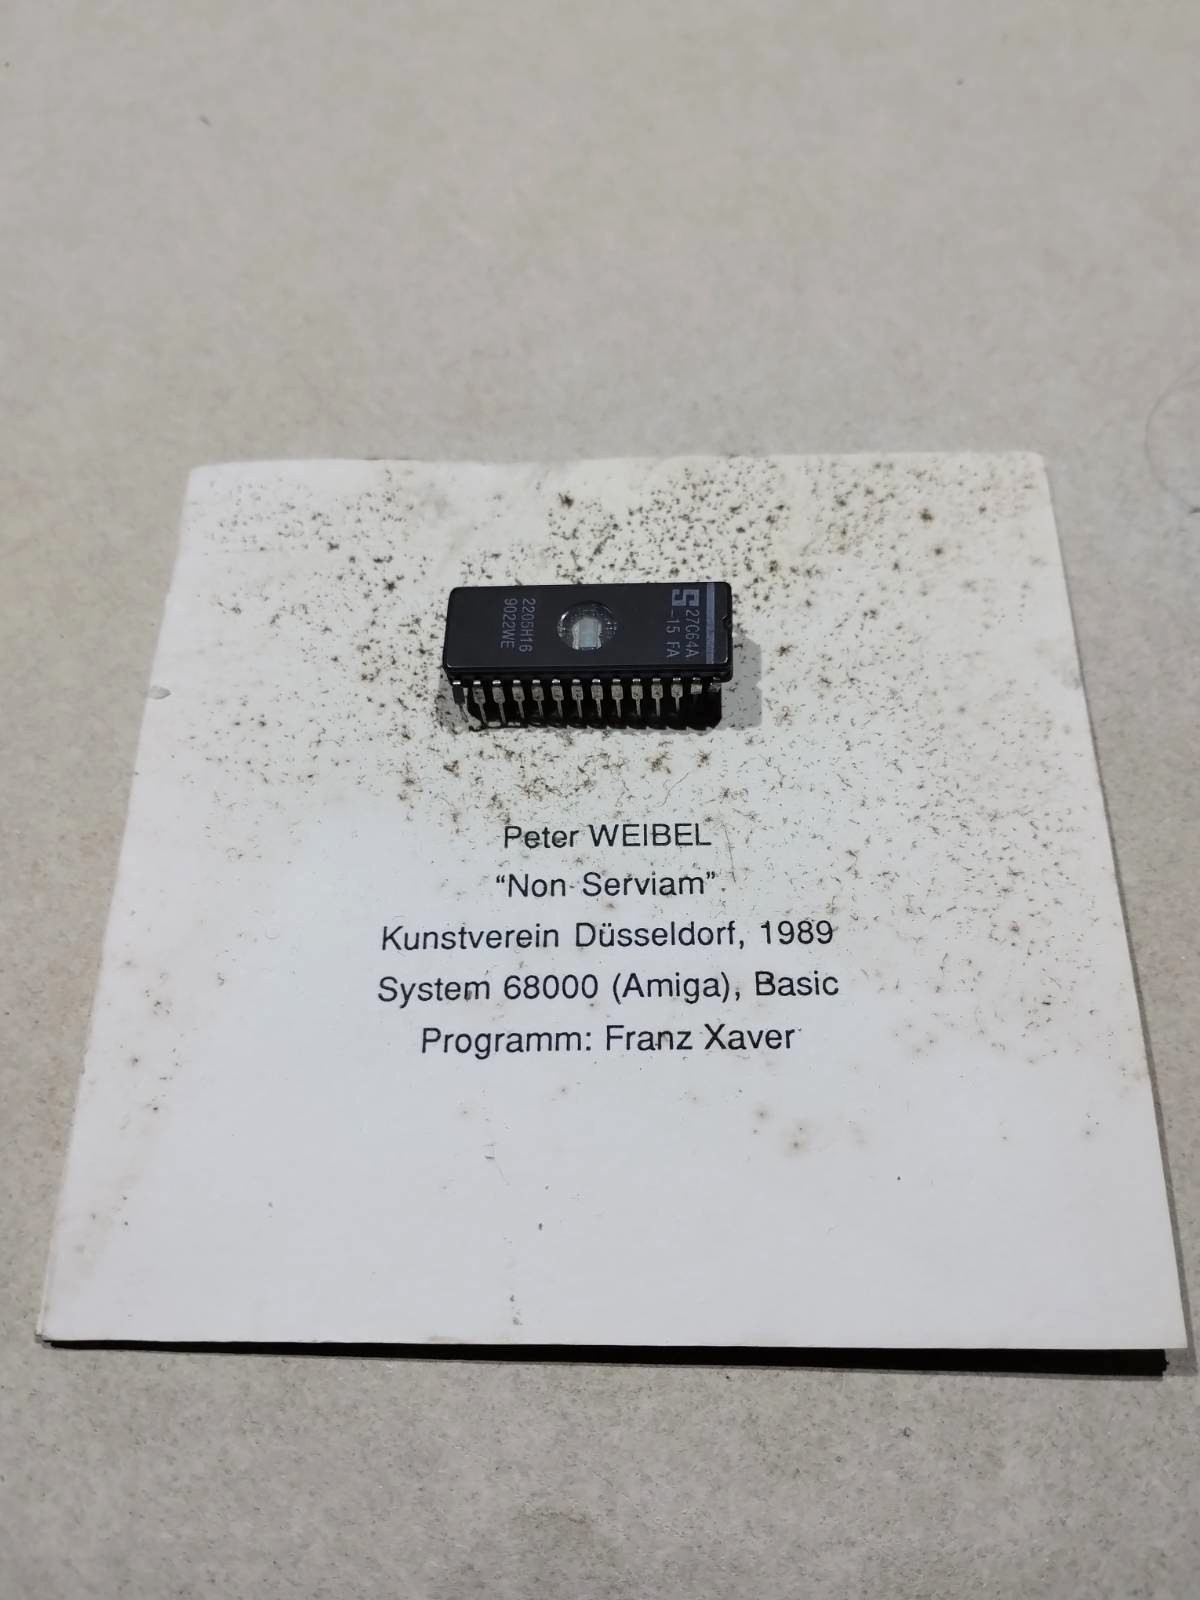 27C64A
-15 FA
2205H16
9022WE
Peter WEIBEL
“Non Serviam”
Kunstverein Düsseldorf, 1989
System 68000 (Amiga), Basic
Programm: Franz Xaver